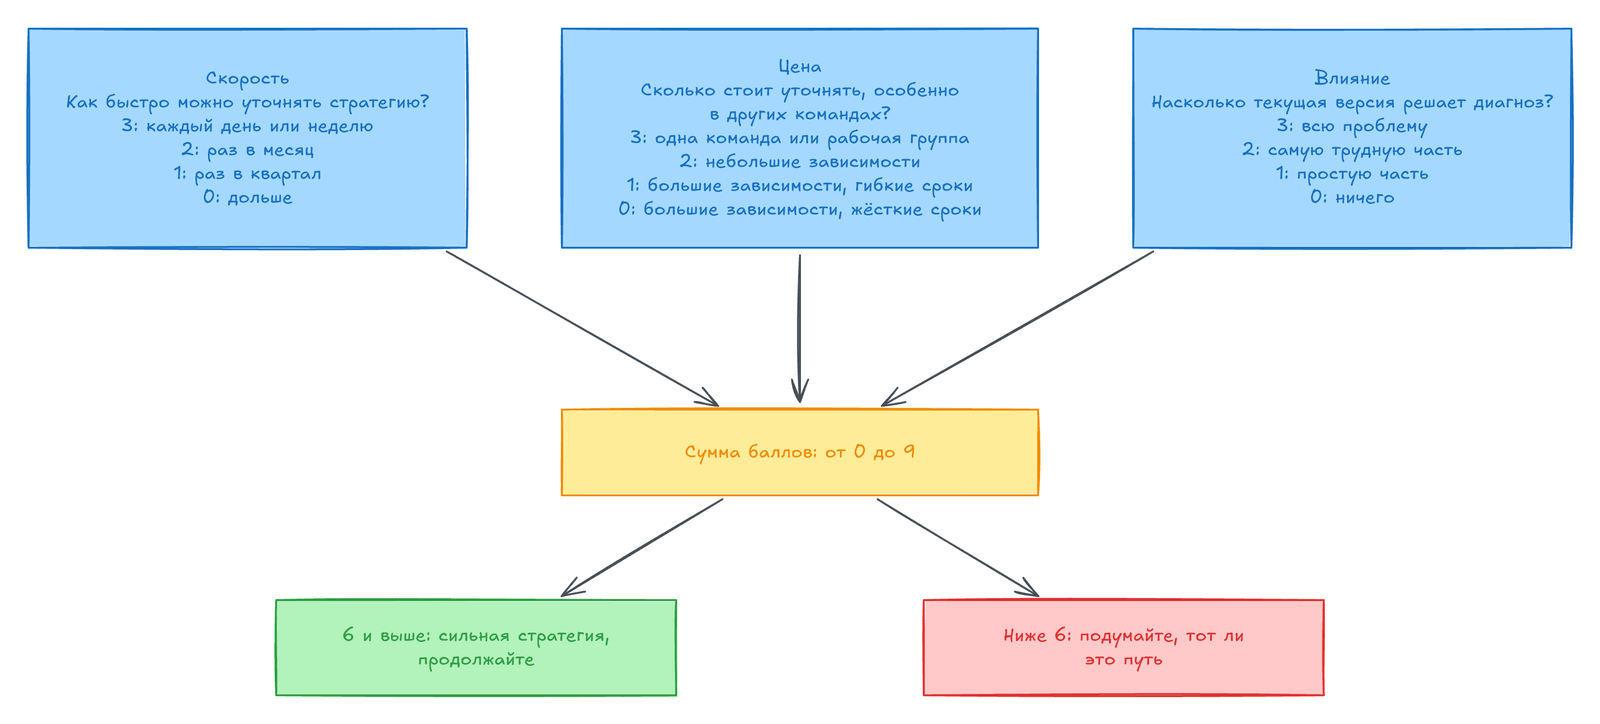 Скорость
Как быстро можно уточнять стратегию?
3: каждый день или неделю
2: раз в месяц
1: раз в квартал
0: дольше
Цена
Сколько стоит уточнять, особенно
в других командах?
3: одна команда или рабочая группа
2: небольшие зависимости
1: большие зависимости, гибкие сроки
0: большие зависимости, жёсткие сроки
Влияние
Насколько текущая версия решает диагноз?
3: всю проблему
2: самую трудную часть
1: простую часть
0: ничего
Сумма баллов: от 0 до 9
6 и выше: сильная стратегия,
продолжайте
Ниже 6: подумайте, тот ли
это путь